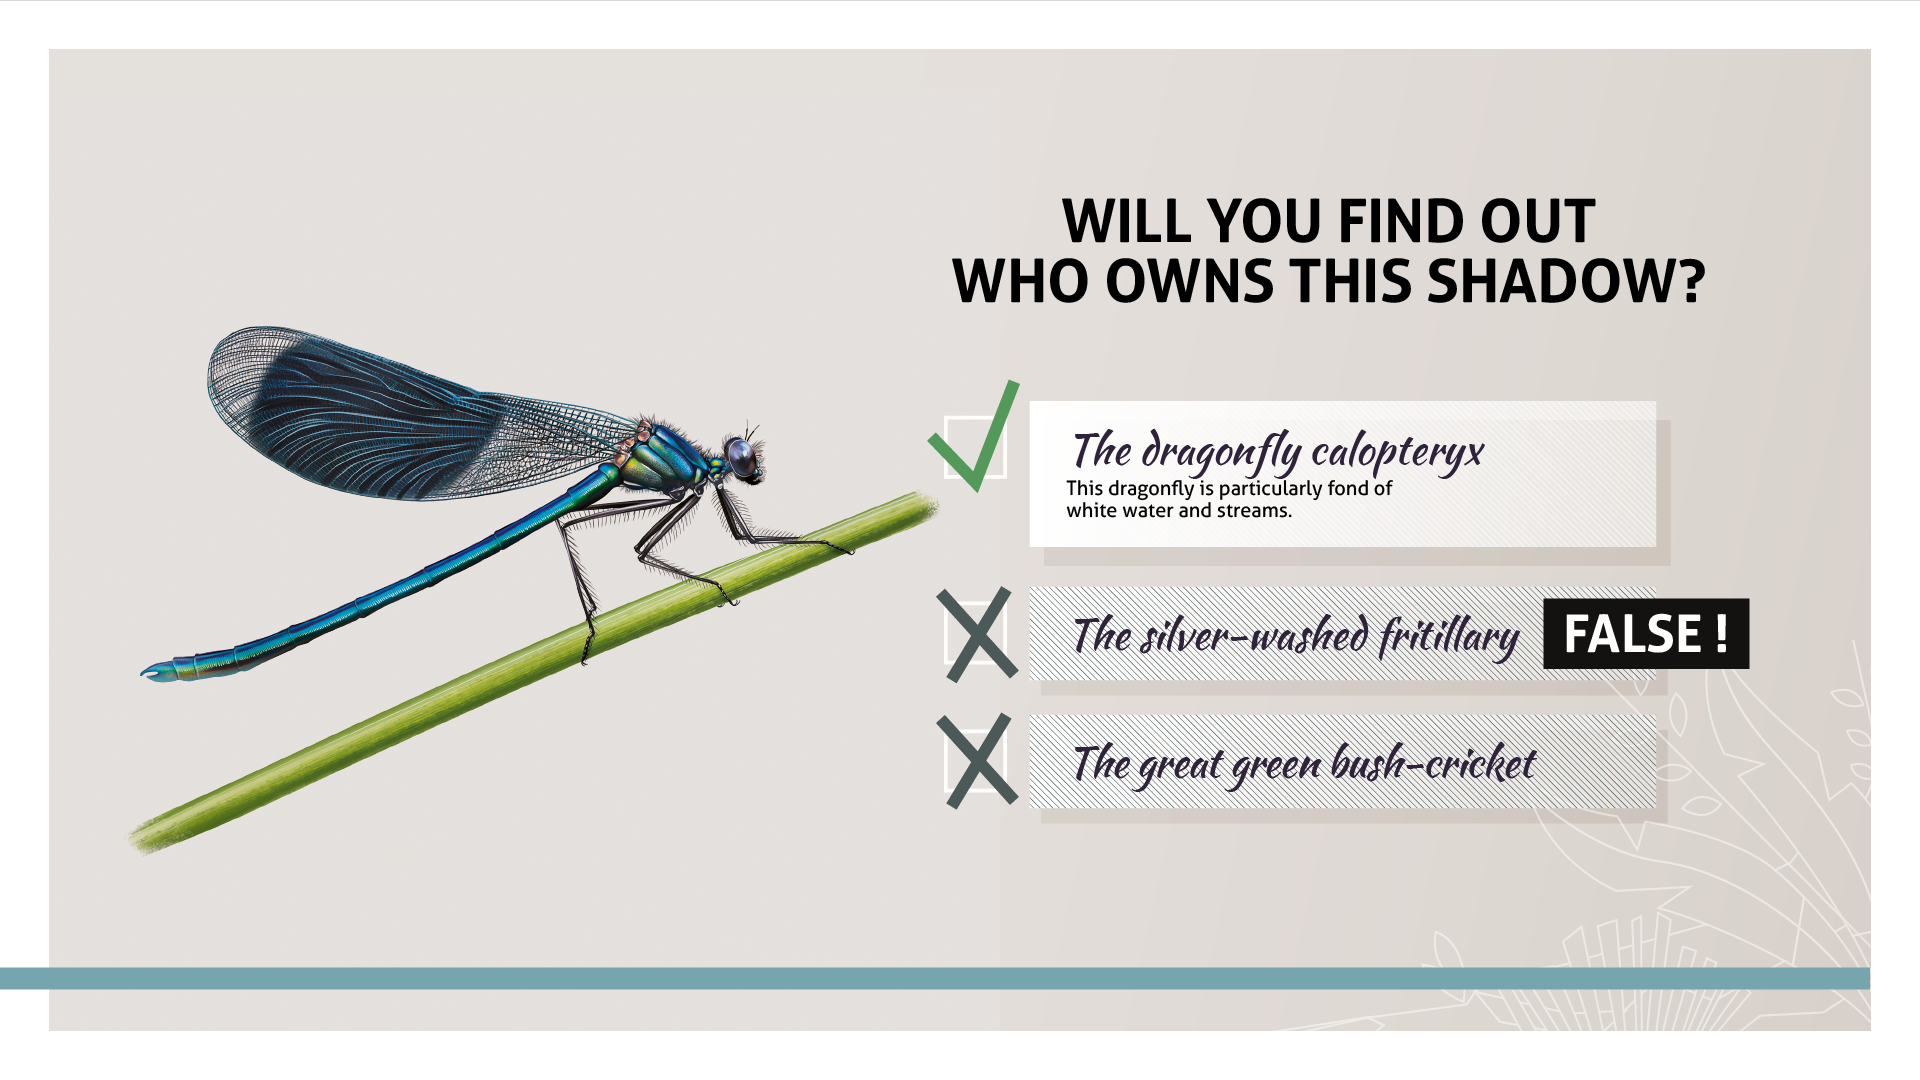 WILL YOU FIND OUT
WHO OWNS THIS SHADOW?
The dragonfly calopteryx
This dragonfly is particularly fond of
white water and streams.
The silver-washed fritillary
FALSE !
The great green bush-cricket